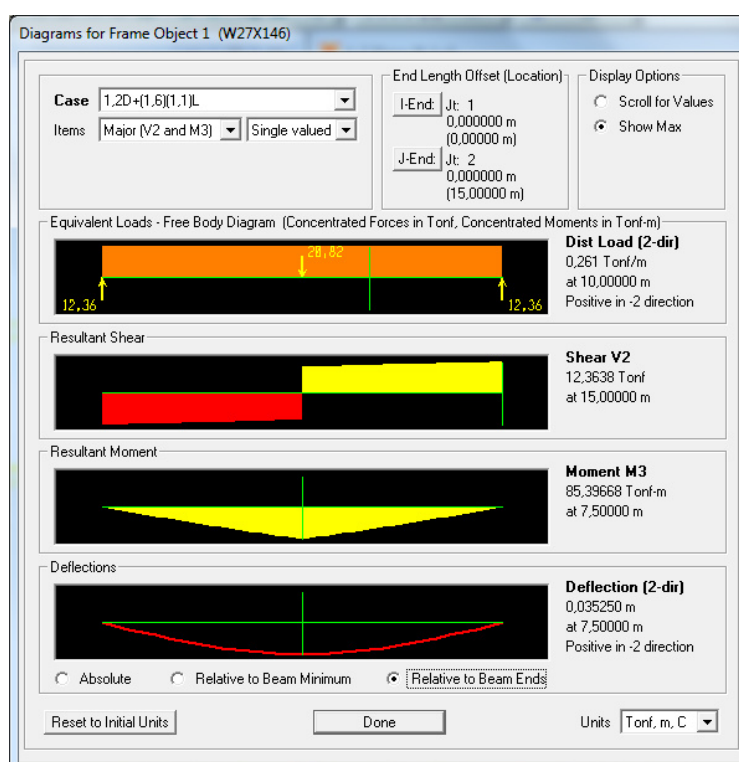 Diagrams for Frame Object 1 (W27X146)
Case 1,2D+(1,6)(1,1)L
Items Major (V2 and M3) Single valued
End Length Offset (Location)
I-End: Jt: 1
0,000000 m
(0,00000 m)
J-End: Jt: 2
0,000000 m
(15,00000 m)
Display Options
Scroll for Values
Show Max
Equivalent Loads - Free Body Diagram (Concentrated Forces in Tonf, Concentrated Moments in Tonf-m)
20,82
12,36
12,36
Dist Load (2-dir)
0,261 Tonf/m
at 10,00000 m
Positive in -2 direction
Resultant Shear
Shear V2
12,3638 Tonf
at 15,00000 m
Resultant Moment
Moment M3
85,39668 Tonf-m
at 7,50000 m
Deflections
Deflection (2-dir)
0,035250 m
at 7,50000 m
Positive in -2 direction
Absolute Relative to Beam Minimum Relative to Beam Ends
Reset to Initial Units Done Units Tonf, m, C